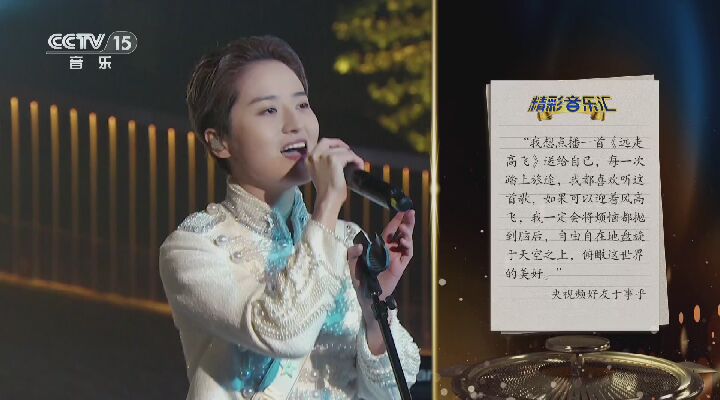 CCTV 15
音乐
精彩音乐汇
“我想点播一首《远走
高飞》送给自己，每一次
踏上旅途，我都喜欢听这
首歌，如果可以迎着风高
飞，我一定会将烦恼都抛
到脑后，自由自在地盘旋
于天空之上，俯瞰这世界
的美好。”
央视频好友十事乎